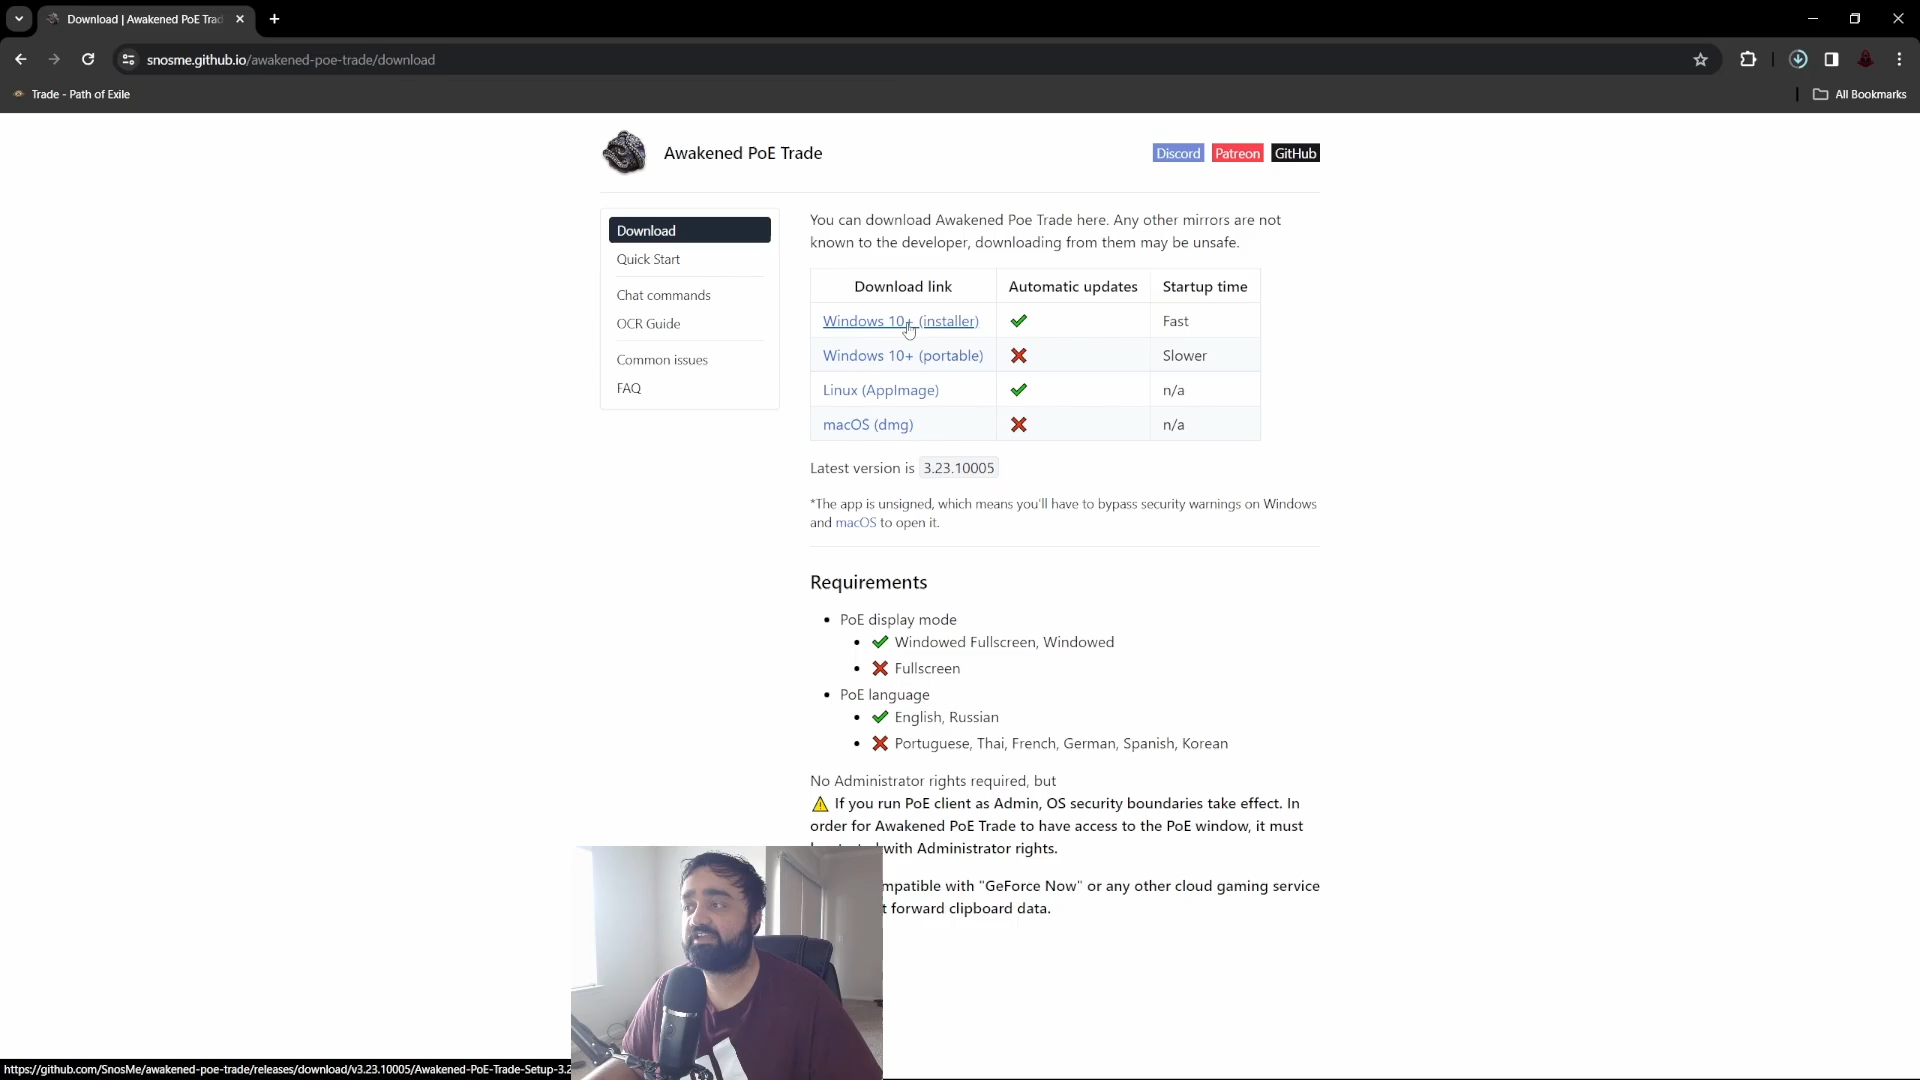 Download | Awakened PoE Trad
snosme.github.io/awakened-poe-trade/download
Trade - Path of Exile
All Bookmarks
Awakened PoE Trade
Discord Patreon GitHub
Download
Quick Start
Chat commands
OCR Guide
Common issues
FAQ
You can download Awakened Poe Trade here. Any other mirrors are not
known to the developer, downloading from them may be unsafe.
Download link Automatic updates Startup time
Windows 10+ (installer) Fast
Windows 10+ (portable) Slower
Linux (AppImage) n/a
macOS (dmg) n/a
Latest version is 3.23.10005
*The app is unsigned, which means you'll have to bypass security warnings on Windows
and macOS to open it.
Requirements
PoE display mode
Windowed Fullscreen, Windowed
Fullscreen
PoE language
English, Russian
Portuguese, Thai, French, German, Spanish, Korean
No Administrator rights required, but
If you run PoE client as Admin, OS security boundaries take effect. In
order for Awakened PoE Trade to have access to the PoE window, it must
with Administrator rights.
mpatible with "GeForce Now" or any other cloud gaming service
t forward clipboard data.
https://github.com/SnosMe/awakened-poe-trade/releases/download/v3.23.10005/Awakened-PoE-Trade-Setup-3.2